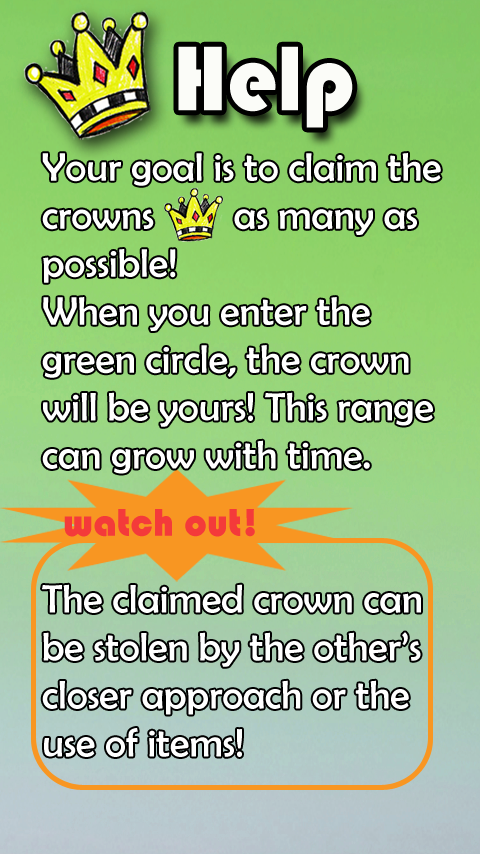 Help
Your goal is to claim the
crowns as many as
possible!
When you enter the
green circle, the crown
will be yours! This range
can grow with time.
watch out!
The claimed crown can
be stolen by the other's
closer approach or the
use of items!